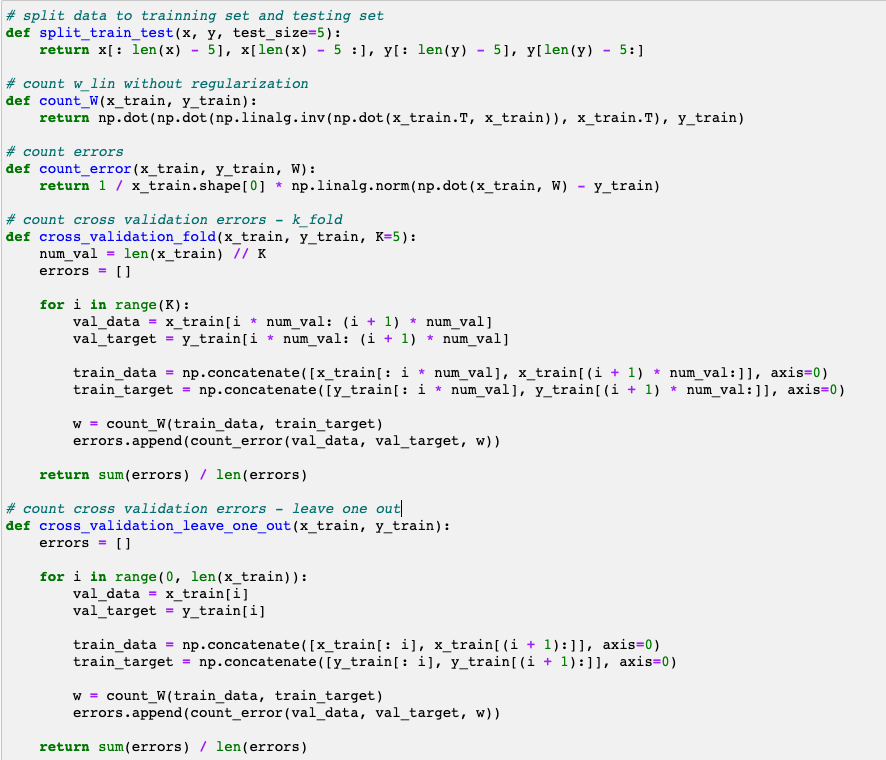 # split data to trainning set and testing set
def split_train_test(x, y, test_size=5):
    return x[: len(x) - 5], x[len(x) - 5 :], y[: len(y) - 5], y[len(y) - 5:]

# count w_lin without regularization
def count_W(x_train, y_train):
    return np.dot(np.dot(np.linalg.inv(np.dot(x_train.T, x_train)), x_train.T), y_train)

# count errors
def count_error(x_train, y_train, W):
    return 1 / x_train.shape[0] * np.linalg.norm(np.dot(x_train, W) - y_train)

# count cross validation errors - k_fold
def cross_validation_fold(x_train, y_train, K=5):
    num_val = len(x_train) // K
    errors = []

    for i in range(K):
        val_data = x_train[i * num_val: (i + 1) * num_val]
        val_target = y_train[i * num_val: (i + 1) * num_val]

        train_data = np.concatenate([x_train[: i * num_val], x_train[(i + 1) * num_val:]], axis=0)
        train_target = np.concatenate([y_train[: i * num_val], y_train[(i + 1) * num_val:]], axis=0)

        w = count_W(train_data, train_target)
        errors.append(count_error(val_data, val_target, w))

    return sum(errors) / len(errors)

# count cross validation errors - leave one out
def cross_validation_leave_one_out(x_train, y_train):
    errors = []

    for i in range(0, len(x_train)):
        val_data = x_train[i]
        val_target = y_train[i]

        train_data = np.concatenate([x_train[: i], x_train[(i + 1):]], axis=0)
        train_target = np.concatenate([y_train[: i], y_train[(i + 1):]], axis=0)

        w = count_W(train_data, train_target)
        errors.append(count_error(val_data, val_target, w))

    return sum(errors) / len(errors)